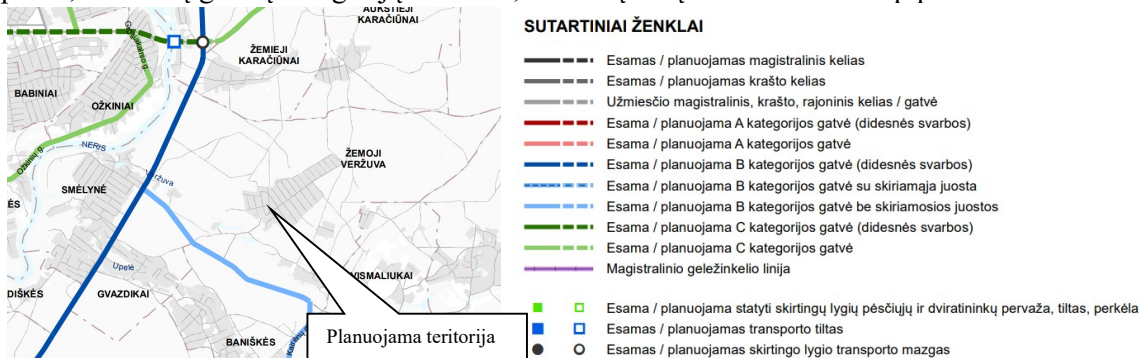 AUKŠTIEJI
KARAČIŪNAI
ŽEMIEJI
KARAČIŪNAI
BABINIAI
OŽKINIAI
Ožkinių g.
NERIS
ŽEMOJI
VERŽUVA
Veržuva
SMĖLYNĖ
ĖS
Upelė
VISMALIUKAI
DIŠKĖS
GVAZDIKAI
Planuojama teritorija
BANIŠKĖS
SUTARTINIAI ŽENKLAI
Esamas / planuojamas magistralinis kelias
Esamas / planuojamas krašto kelias
Užmiesčio magistralinis, krašto, rajoninis kelias / gatvė
Esama / planuojama A kategorijos gatvė (didesnės svarbos)
Esama / planuojama A kategorijos gatvė
Esama / planuojama B kategorijos gatvė (didesnės svarbos)
Esama / planuojama B kategorijos gatvė su skiriamąja juosta
Esama / planuojama B kategorijos gatvė be skiriamosios juostos
Esama / planuojama C kategorijos gatvė (didesnės svarbos)
Esama / planuojama C kategorijos gatvė
Magistralinio geležinkelio linija
Esama / planuojama statyti skirtingų lygių pėsčiųjų ir dviratininkų pervaža, tiltas, perkėla
Esamas / planuojamas transporto tiltas
Esamas / planuojamas skirtingo lygio transporto mazgas